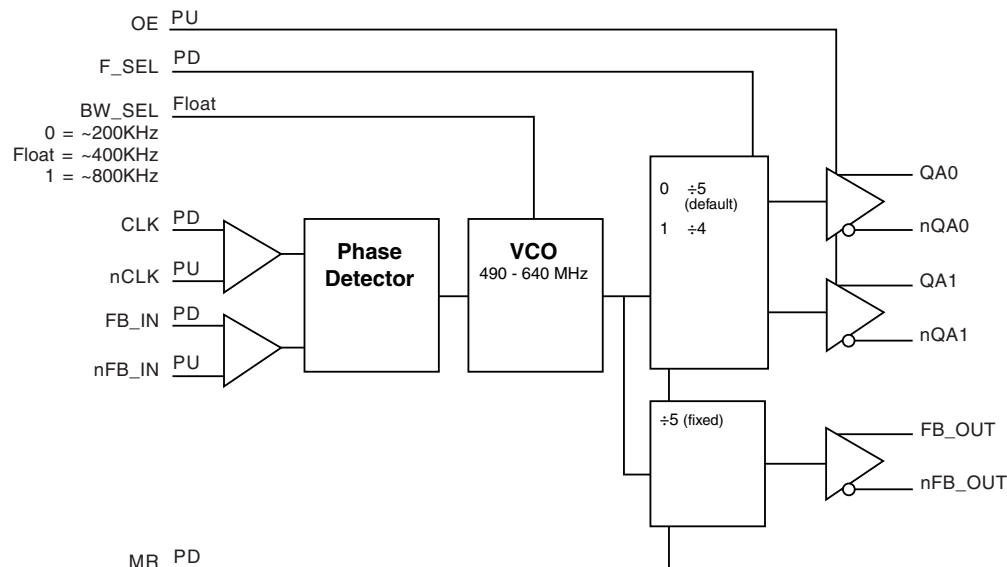 OE PU
F_SEL PD
BW_SEL Float
0 = ~200KHz
Float = ~400KHz
1 = ~800KHz
CLK PD
nCLK PU
FB_IN PD
nFB_IN PU
Phase
Detector
VCO
490 - 640 MHz
0 ÷5
(default)
1 ÷4
QA0
nQA0
QA1
nQA1
÷5 (fixed)
FB_OUT
nFB_OUT
MR PD